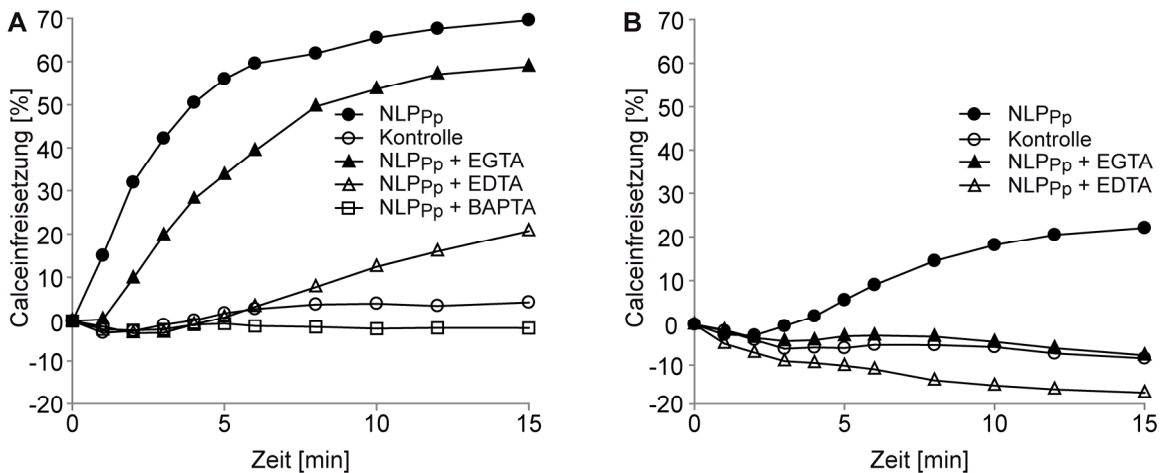 A
Calceinfreisetzung [%]
70
60
50
40
30
20
10
0
-10
-20
0
5
10
15
Zeit [min]
NLPPp
Kontrolle
NLPPp + EGTA
NLPPp + EDTA
NLPPp + BAPTA
B
Calceinfreisetzung [%]
70
60
50
40
30
20
10
0
-10
-20
0
5
10
15
Zeit [min]
NLPPp
Kontrolle
NLPPp + EGTA
NLPPp + EDTA